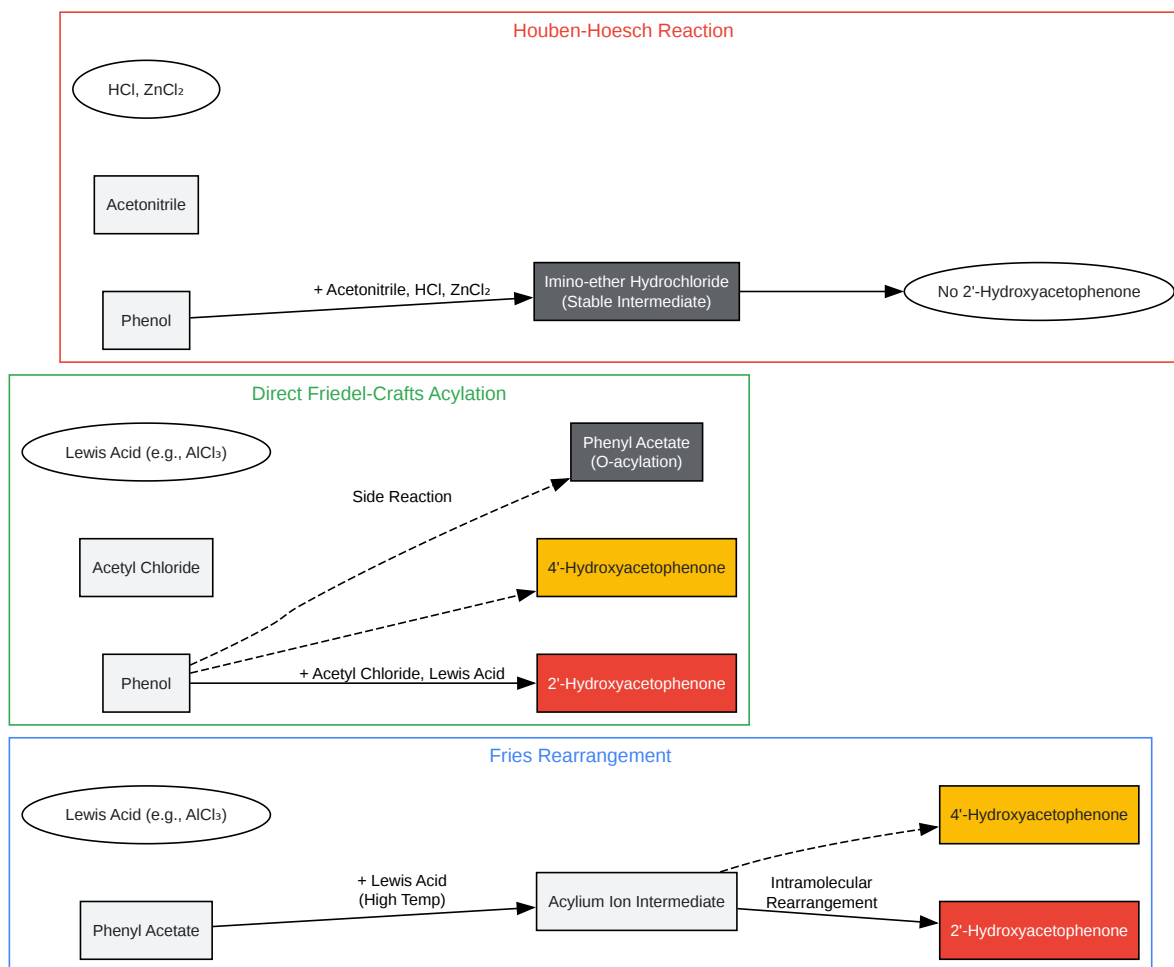 Houben-Hoesch Reaction
HCl, ZnCl₂
Acetonitrile
Phenol
+ Acetonitrile, HCl, ZnCl₂
Imino-ether Hydrochloride
(Stable Intermediate)
No 2'-Hydroxyacetophenone
Direct Friedel-Crafts Acylation
Lewis Acid (e.g., AlCl₃)
Acetyl Chloride
Phenol
Side Reaction
+ Acetyl Chloride, Lewis Acid
Phenyl Acetate
(O-acylation)
4'-Hydroxyacetophenone
2'-Hydroxyacetophenone
Fries Rearrangement
Lewis Acid (e.g., AlCl₃)
Phenyl Acetate
+ Lewis Acid
(High Temp)
Acylium Ion Intermediate
Intramolecular
Rearrangement
4'-Hydroxyacetophenone
2'-Hydroxyacetophenone